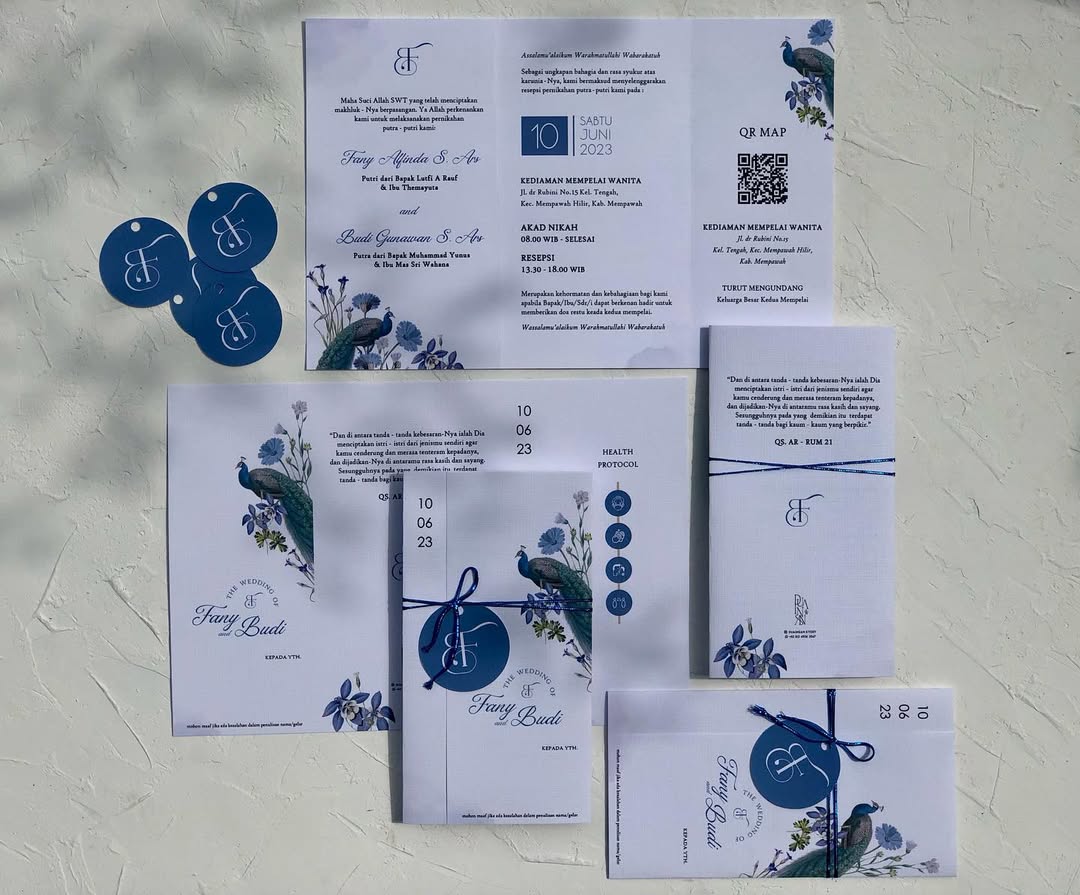 Maha Suci Allah SWT yang telah menciptakan
makhluk - Nya berpasangan. Ya Allah perkenankan
kami untuk melaksanakan pernikahan
putra - putri kami:
Fany Alfinda S. Ars
Putri dari Bapak Lutfi A Rauf
& Ibu Themayuta
and
Budi Gunawan S. Ars
Putra dari Bapak Muhammad Yunus
& Ibu Mas Sri Wahana
Assalamu'alaikum Warahmatullahi Wabarakatuh
Sebagai ungkapan bahagia dan rasa syukur atas
karunia - Nya, kami bermaksud menyelenggarakan
resepsi pernikahan putra - putri kami pada :
10
SABTU
JUNI
2023
KEDIAMAN MEMPELAI WANITA
Jl. dr Rubini No.15 Kel. Tengah,
Kec. Mempawah Hilir, Kab. Mempawah
AKAD NIKAH
08.00 WIB - SELESAI
RESEPSI
13.30 - 18.00 WIB
Merupakan kehormatan dan kebahagiaan bagi kami
apabila Bapak/Ibu/Sdr/i dapat berkenan hadir untuk
memberikan doa restu keada kedua mempelai.
Wassalamu'alaikum Warahmatullahi Wabarakatuh
QR MAP
KEDIAMAN MEMPELAI WANITA
Jl. dr Rubini No.15
Kel. Tengah, Kec. Mempawah Hilir,
Kab. Mempawah
TURUT MENGUNDANG
Keluarga Besar Kedua Mempelai
THE WEDDING OF
Fany
and Budi
KEPADA YTH.
mohon maaf jika ada kesalahan dalam penulisan nama/gelar
"Dan di antara tanda - tanda kebesaran-Nya ialah Dia
menciptakan istri - istri dari jenismu sendiri agar
kamu cenderung dan merasa tenteram kepadanya,
dan dijadikan-Nya di antaramu rasa kasih dan sayang.
Sesungguhnya pada yang demikian itu terdapat
tanda - tanda bagi kau
QS. AR
10
06
23
HEALTH
PROTOCOL
10
06
23
THE WEDDING OF
Fany
and Budi
KEPADA YTH.
mohon maaf jika ada kesalahan dalam penulisan nama/gelar
"Dan di antara tanda - tanda kebesaran-Nya ialah Dia
menciptakan istri - istri dari jenismu sendiri agar
kamu cenderung dan merasa tenteram kepadanya,
dan dijadikan-Nya di antaramu rasa kasih dan sayang.
Sesungguhnya pada yang demikian itu terdapat
tanda - tanda bagi kaum - kaum yang berpikir."
QS. AR - RUM 21
10
06
23
THE WEDDING OF
Fany
and Budi
KEPADA YTH.
mohon maaf jika ada kesalahan dalam penulisan nama/gelar